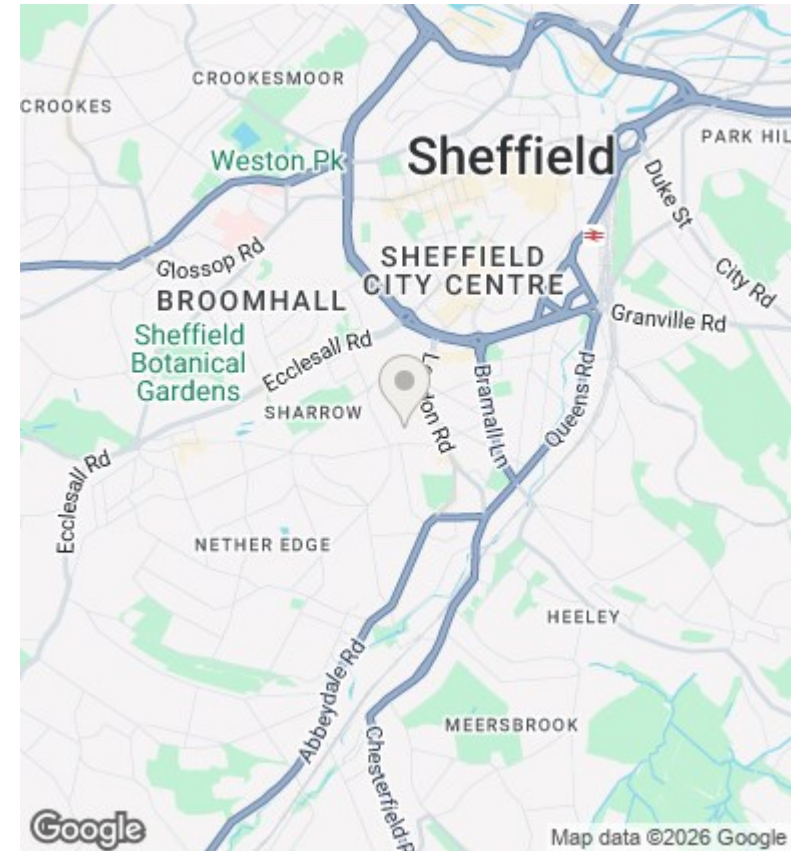 CROOKESMOOR
CROOKES
Weston Pk
Sheffield
PARK HIL
Duke St
City Rd
Glossop Rd
SHEFFIELD
CITY CENTRE
BROOMHALL
Granville Rd
Sheffield
Botanical
Gardens
Ecclesall Rd
SHARROW
Bramall Ln
Queens Rd
Ecclesall Rd
NETHER EDGE
HEELEY
Abbeydale Rd
MEERSBROOK
Chesterfield R
Google
Map data ©2026 Google